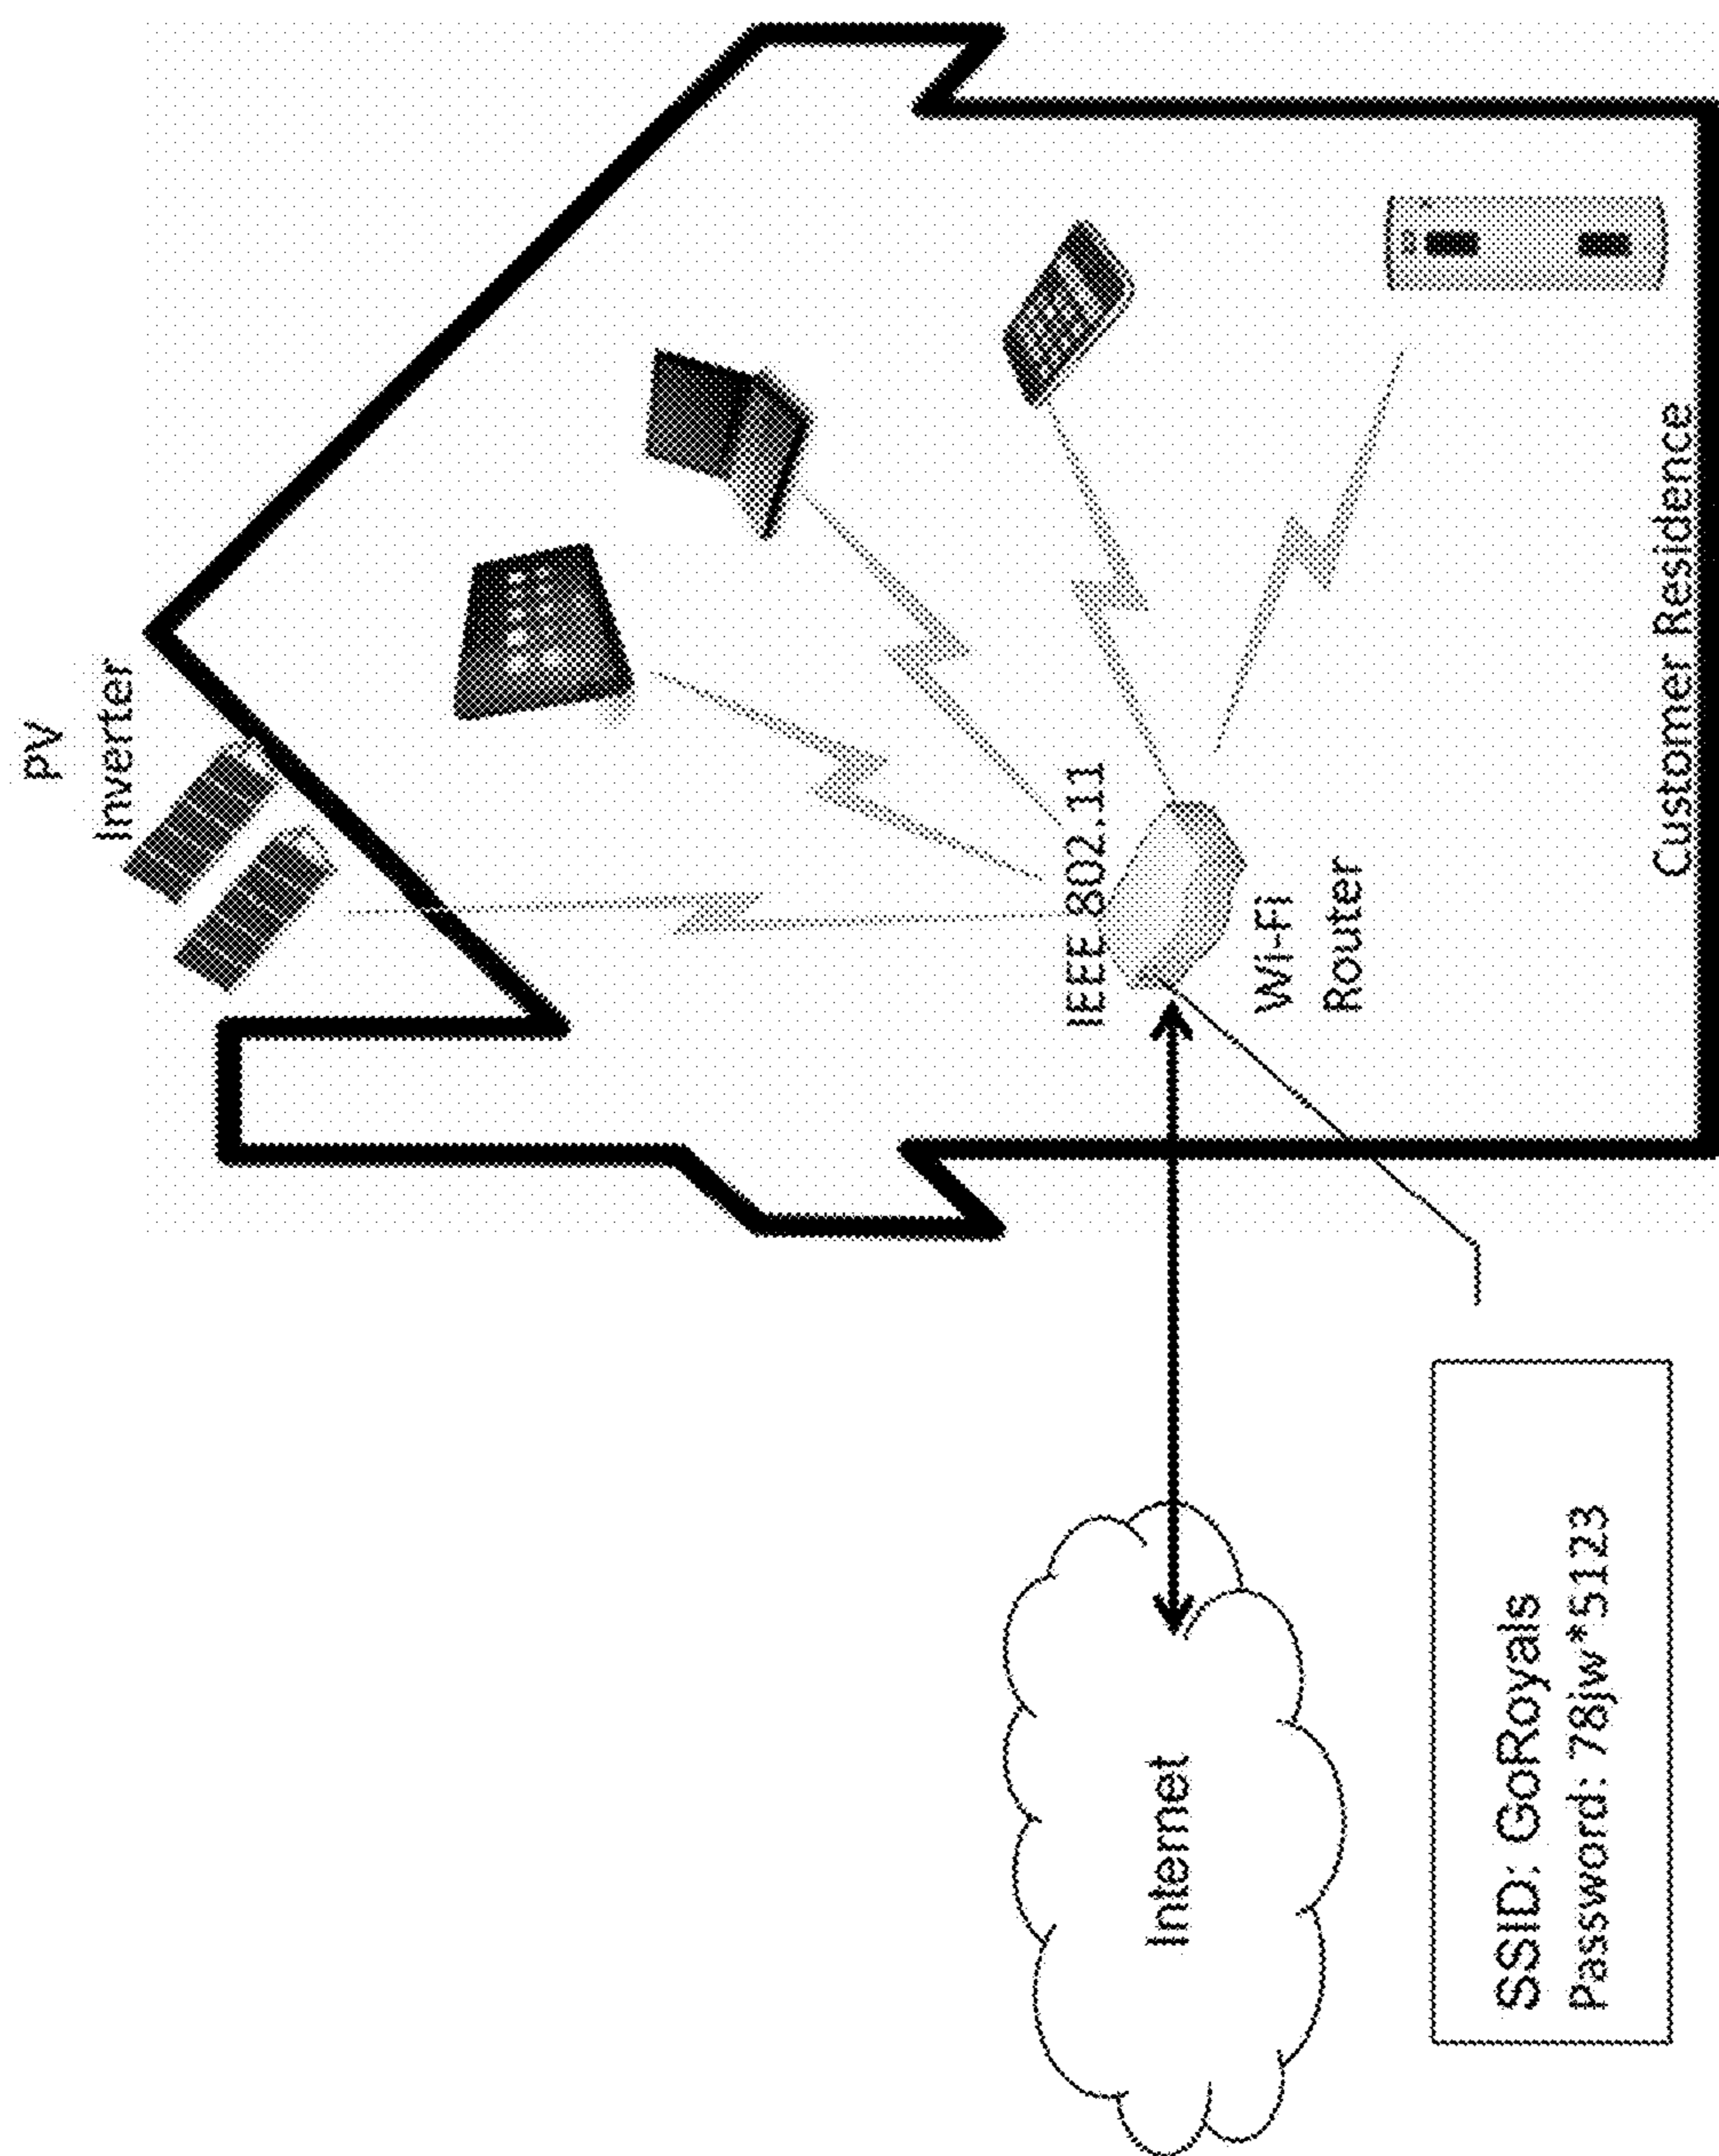 PV
Inverter
IEEE 802.11
Wi-Fi
Router
Customer Residence
Internet
SSID: GoRoyals
Password: 78jw*5123